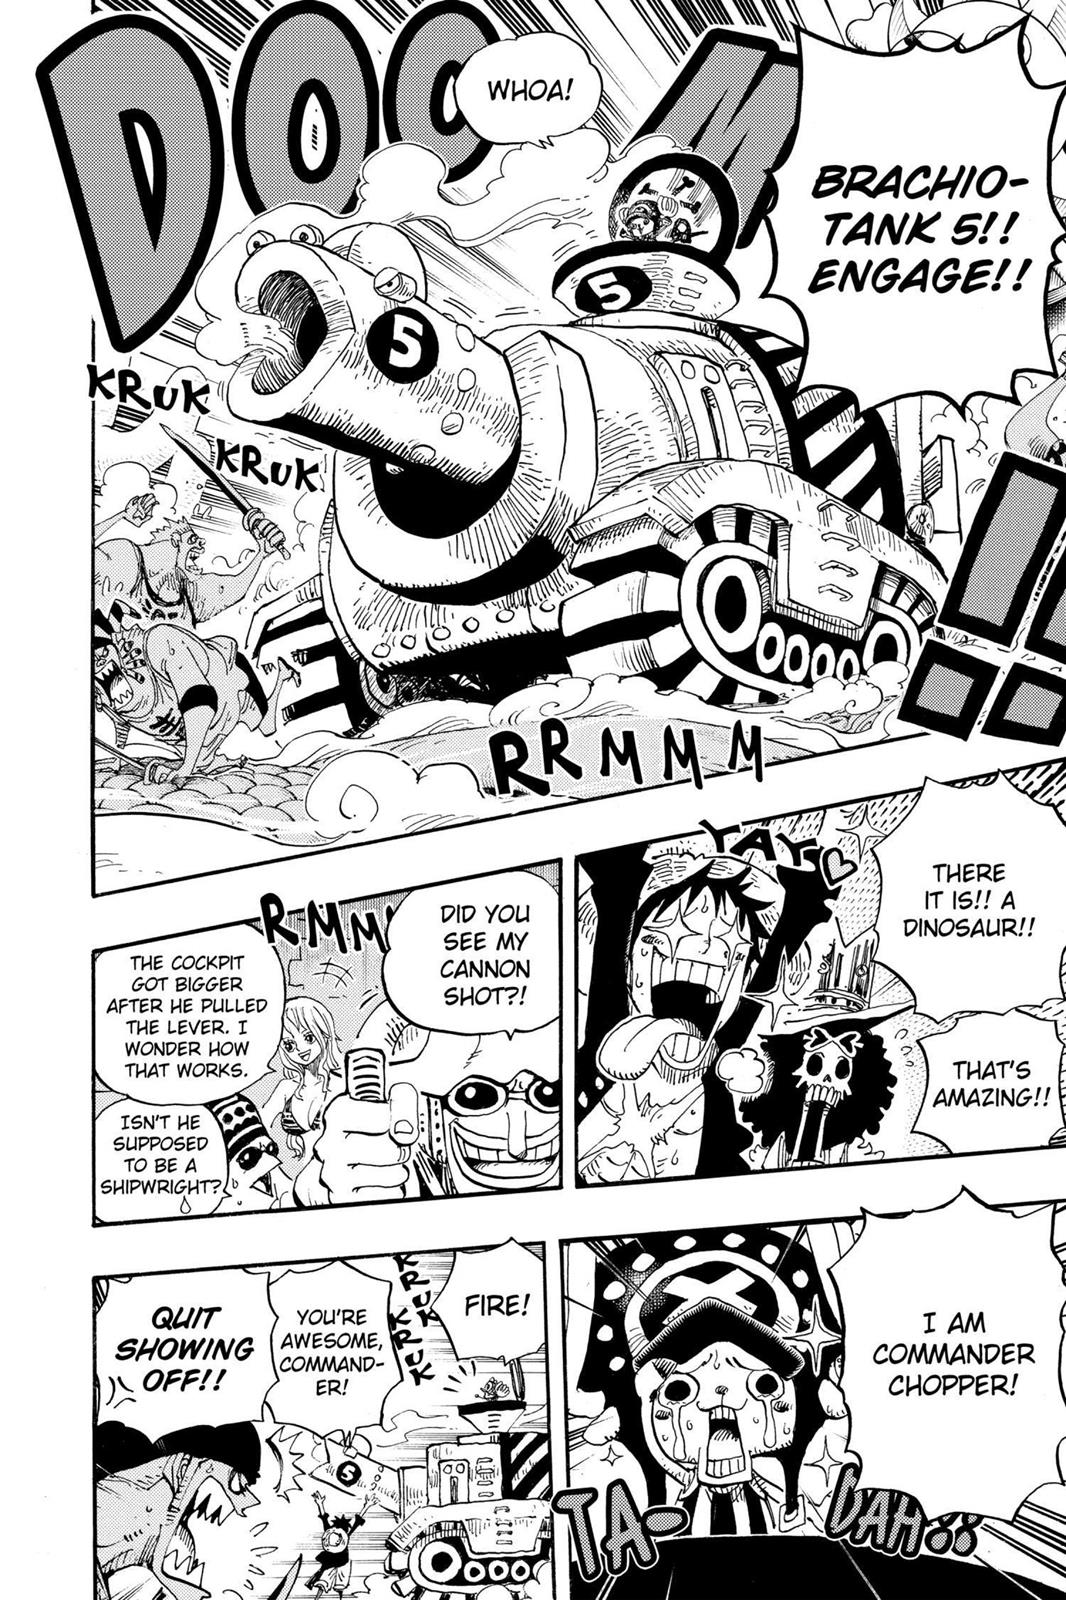 BRACHIO-
TANK 5!!
ENGAGE!!
WHOA!
DOOM
!!
5
5
KRUK
KRUK
RRMMM
THERE
IT IS!! A
DINOSAUR!!
YAY♡
THAT'S
AMAZING!!
DID YOU
SEE MY
CANNON
SHOT?!
RMMM
THE COCKPIT
GOT BIGGER
AFTER HE PULLED
THE LEVER. I
WONDER HOW
THAT WORKS.
ISN'T HE
SUPPOSED
TO BE A
SHIPWRIGHT?
I AM
COMMANDER
CHOPPER!
TA-
DAH!!
FIRE!
KRUK
KRUK
YOU'RE
AWESOME,
COMMAND-
ER!
QUIT
SHOWING
OFF!!
5